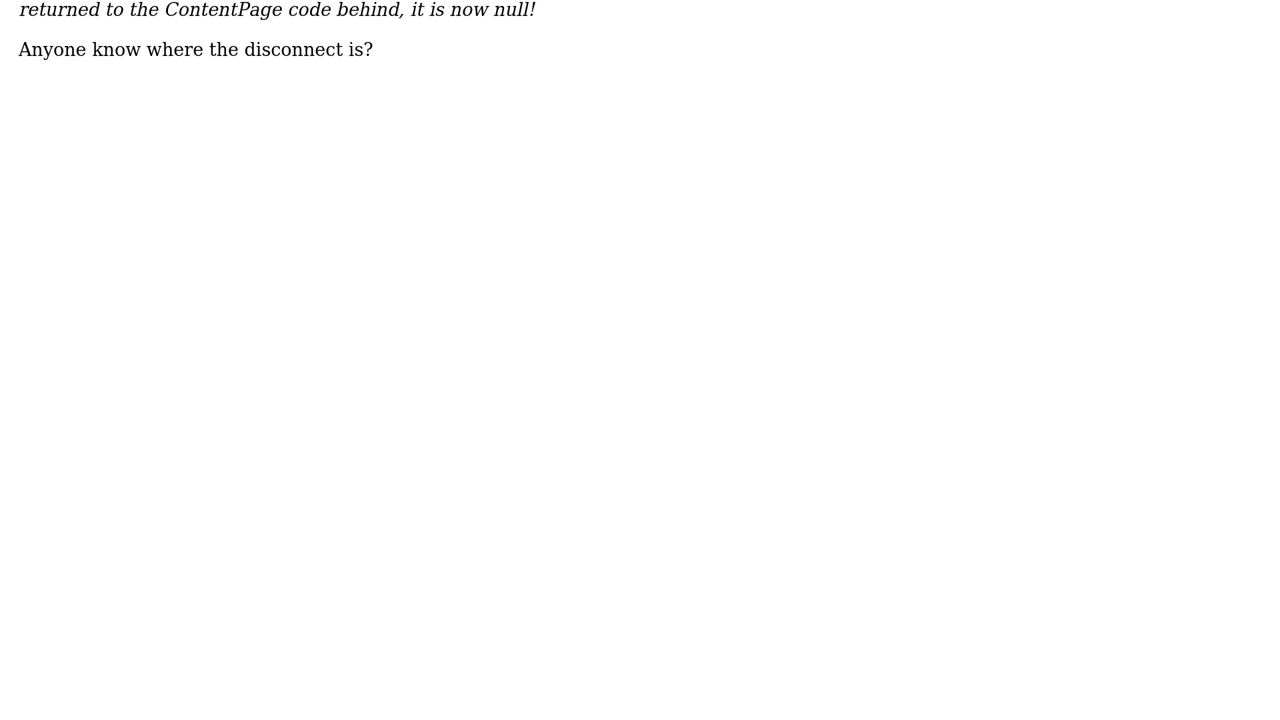 returned to the ContentPage code behind, it is now null!
Anyone know where the disconnect is?